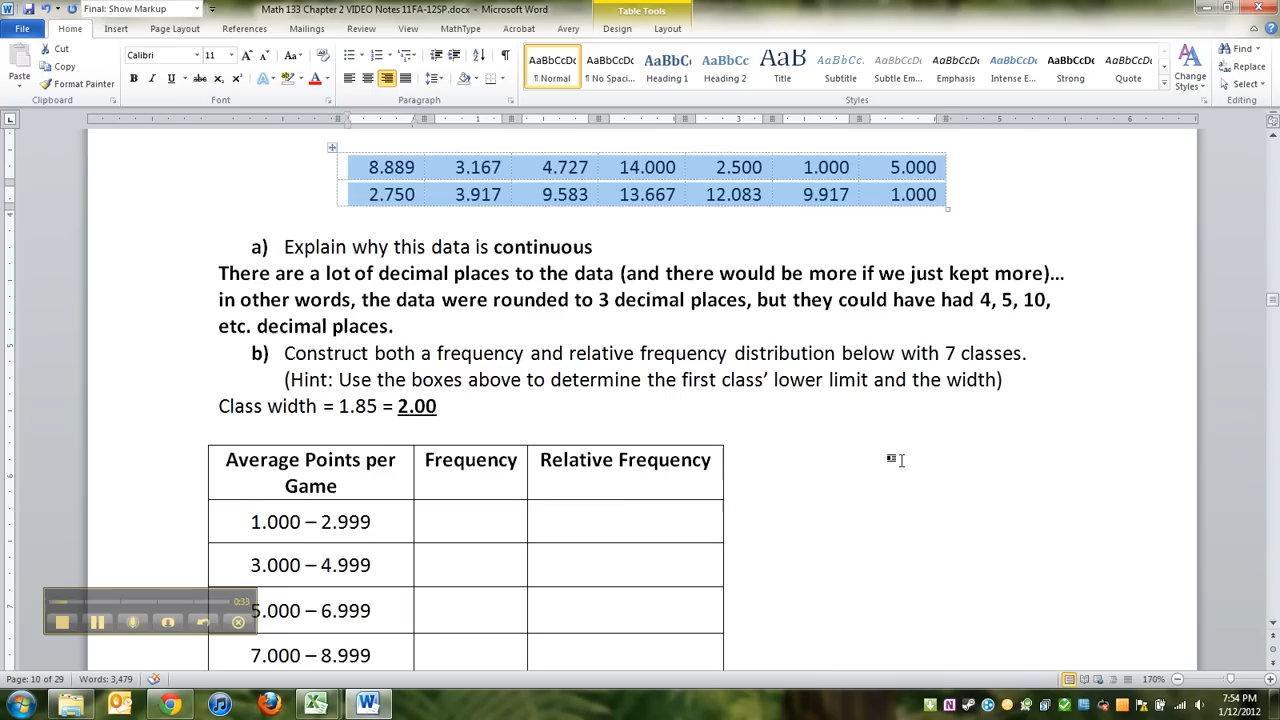 Final: Show Markup
Math 133 Chapter 2 VIDEO Notes 11FA-12SP.docx - Microsoft Word
Table Tools
File Home Insert Page Layout References Mailings Review View MathType Acrobat Avery Design Layout
Paste
Cut
Copy
Format Painter
Clipboard
Calibri 11
Font
Paragraph
AaBbCcDc AaBbCcDc AaBbCc AaBbCc AaB AaBbCc. AaBbCcDc AaBbCcDc AaBbCcDc AaBbCcDc AaBbCcDc
¶ Normal ¶ No Spaci... Heading 1 Heading 2 Title Subtitle Subtle Em... Emphasis Intense E... Strong Quote
Styles
Change Styles
Find
Replace
Select
Editing
8.889 3.167 4.727 14.000 2.500 1.000 5.000
2.750 3.917 9.583 13.667 12.083 9.917 1.000
a) Explain why this data is continuous
There are a lot of decimal places to the data (and there would be more if we just kept more)...
in other words, the data were rounded to 3 decimal places, but they could have had 4, 5, 10,
etc. decimal places.
b) Construct both a frequency and relative frequency distribution below with 7 classes.
(Hint: Use the boxes above to determine the first class’ lower limit and the width)
Class width = 1.85 = 2.00
Average Points per Game Frequency Relative Frequency
1.000 – 2.999
3.000 – 4.999
5.000 – 6.999
7.000 – 8.999
0:33
Page: 10 of 29 Words: 3,479
170%
7:54 PM
1/12/2012